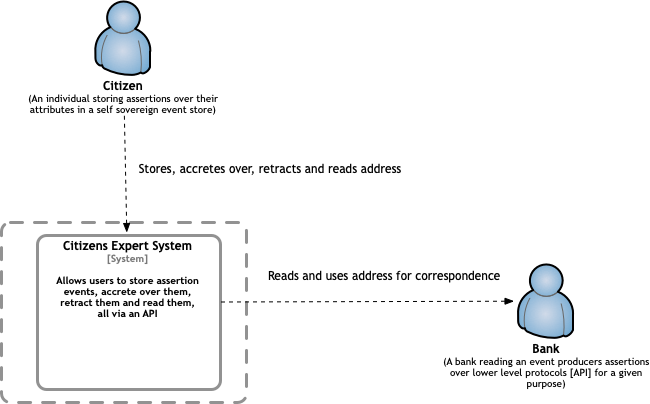 Citizen
(An individual storing assertions over their
attributes in a self sovereign event store)
Stores, accretes over, retracts and reads address
Citizens Expert System
[System]
Allows users to store assertion
events, accrete over them,
retract them and read them,
all via an API
Reads and uses address for correspondence
Bank
(A bank reading an event producers assertions
over lower level protocols [API] for a given
purpose)